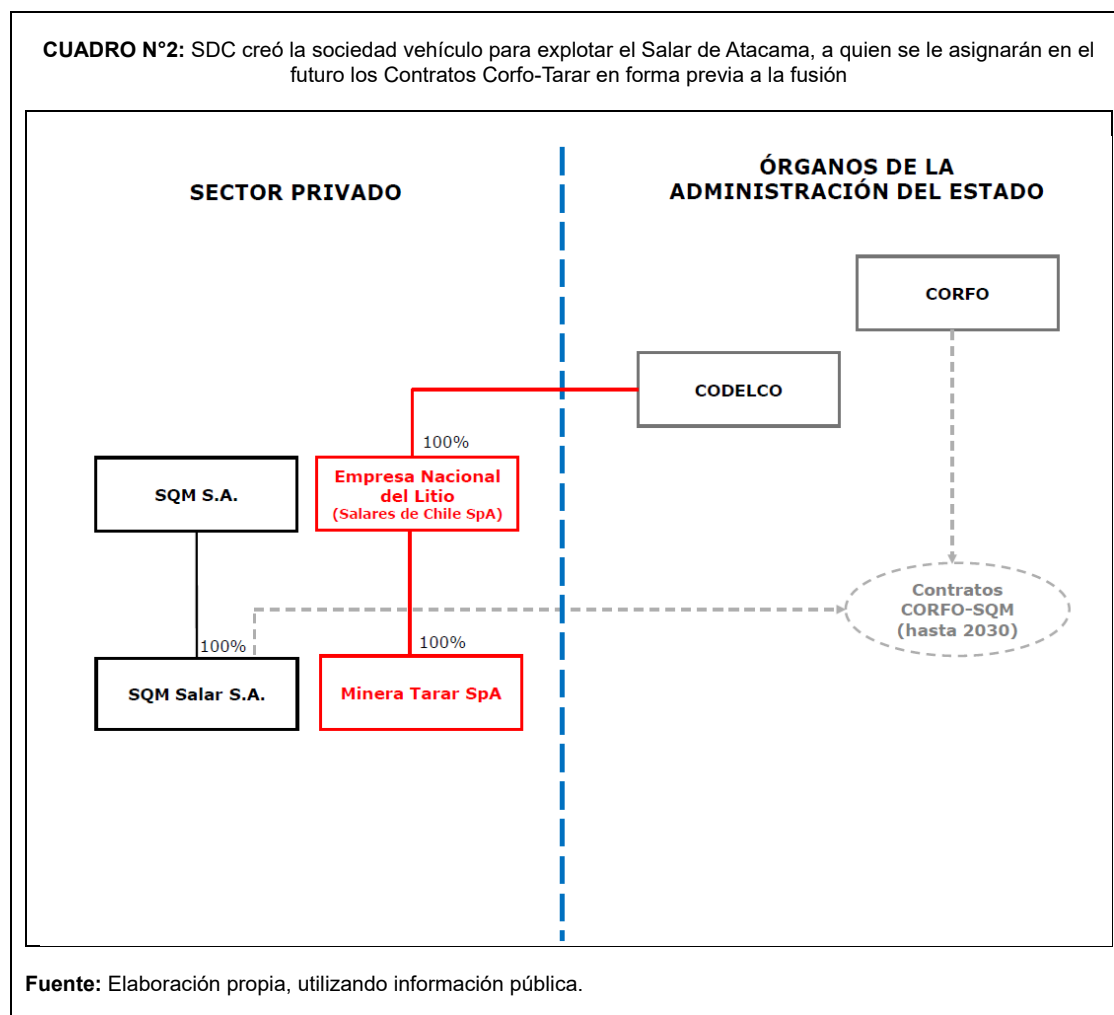 CUADRO N°2: SDC creó la sociedad vehículo para explotar el Salar de Atacama, a quien se le asignarán en el
futuro los Contratos Corfo-Tarar en forma previa a la fusión
SECTOR PRIVADO
ÓRGANOS DE LA
ADMINISTRACIÓN DEL ESTADO
CORFO
CODELCO
100%
SQM S.A.
Empresa Nacional
del Litio
(Salares de Chile SpA)
Contratos
CORFO-SQM
(hasta 2030)
100%
100%
SQM Salar S.A.
Minera Tarar SpA
Fuente: Elaboración propia, utilizando información pública.